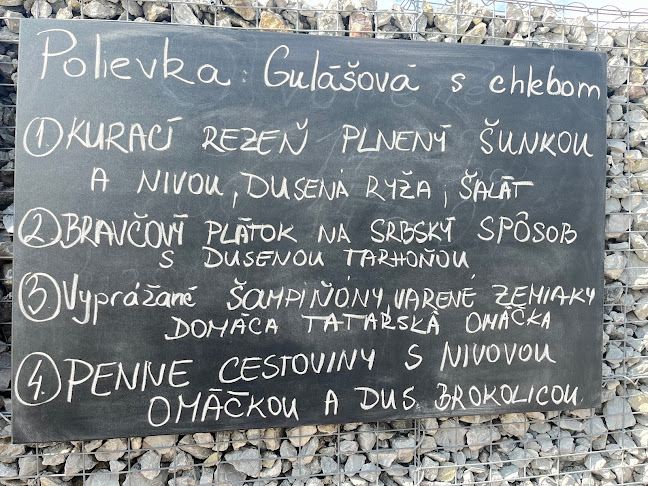 Polievka: Gulášová s chlebom
1. KURACÍ REZEŇ PLNENÝ ŠUNKOU
A NIVOU, DUSENÁ RYŽA, ŠALÁT
2. BRAVČOVÝ PLÁTOK NA SRBSKÝ SPÔSOB
S DUSENOU TARHOŇOU
3 Vyprážané ŠAMPIŇÓNY, VARENÉ ZEMIAKY
DOMÁCA TATARSKÁ OMÁČKA
4. PENNE CESTOVINY S NIVOVOU
OMÁČKOU A DUS. BROKOLICOU